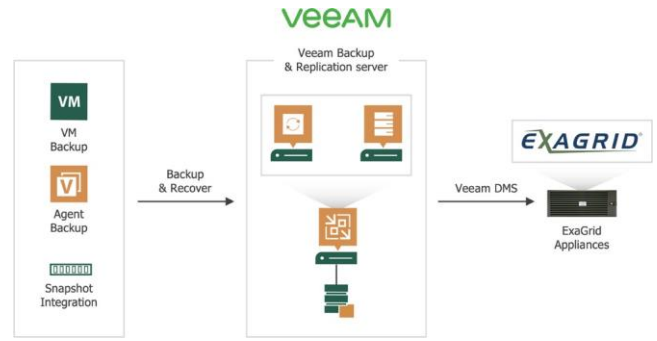 VEEAM
Veeam Backup
& Replication server
VM
VM
Backup
V
Agent
Backup
Snapshot
Integration
Backup
& Recover
Veeam DMS
EXAGRID®
ExaGrid
Appliances